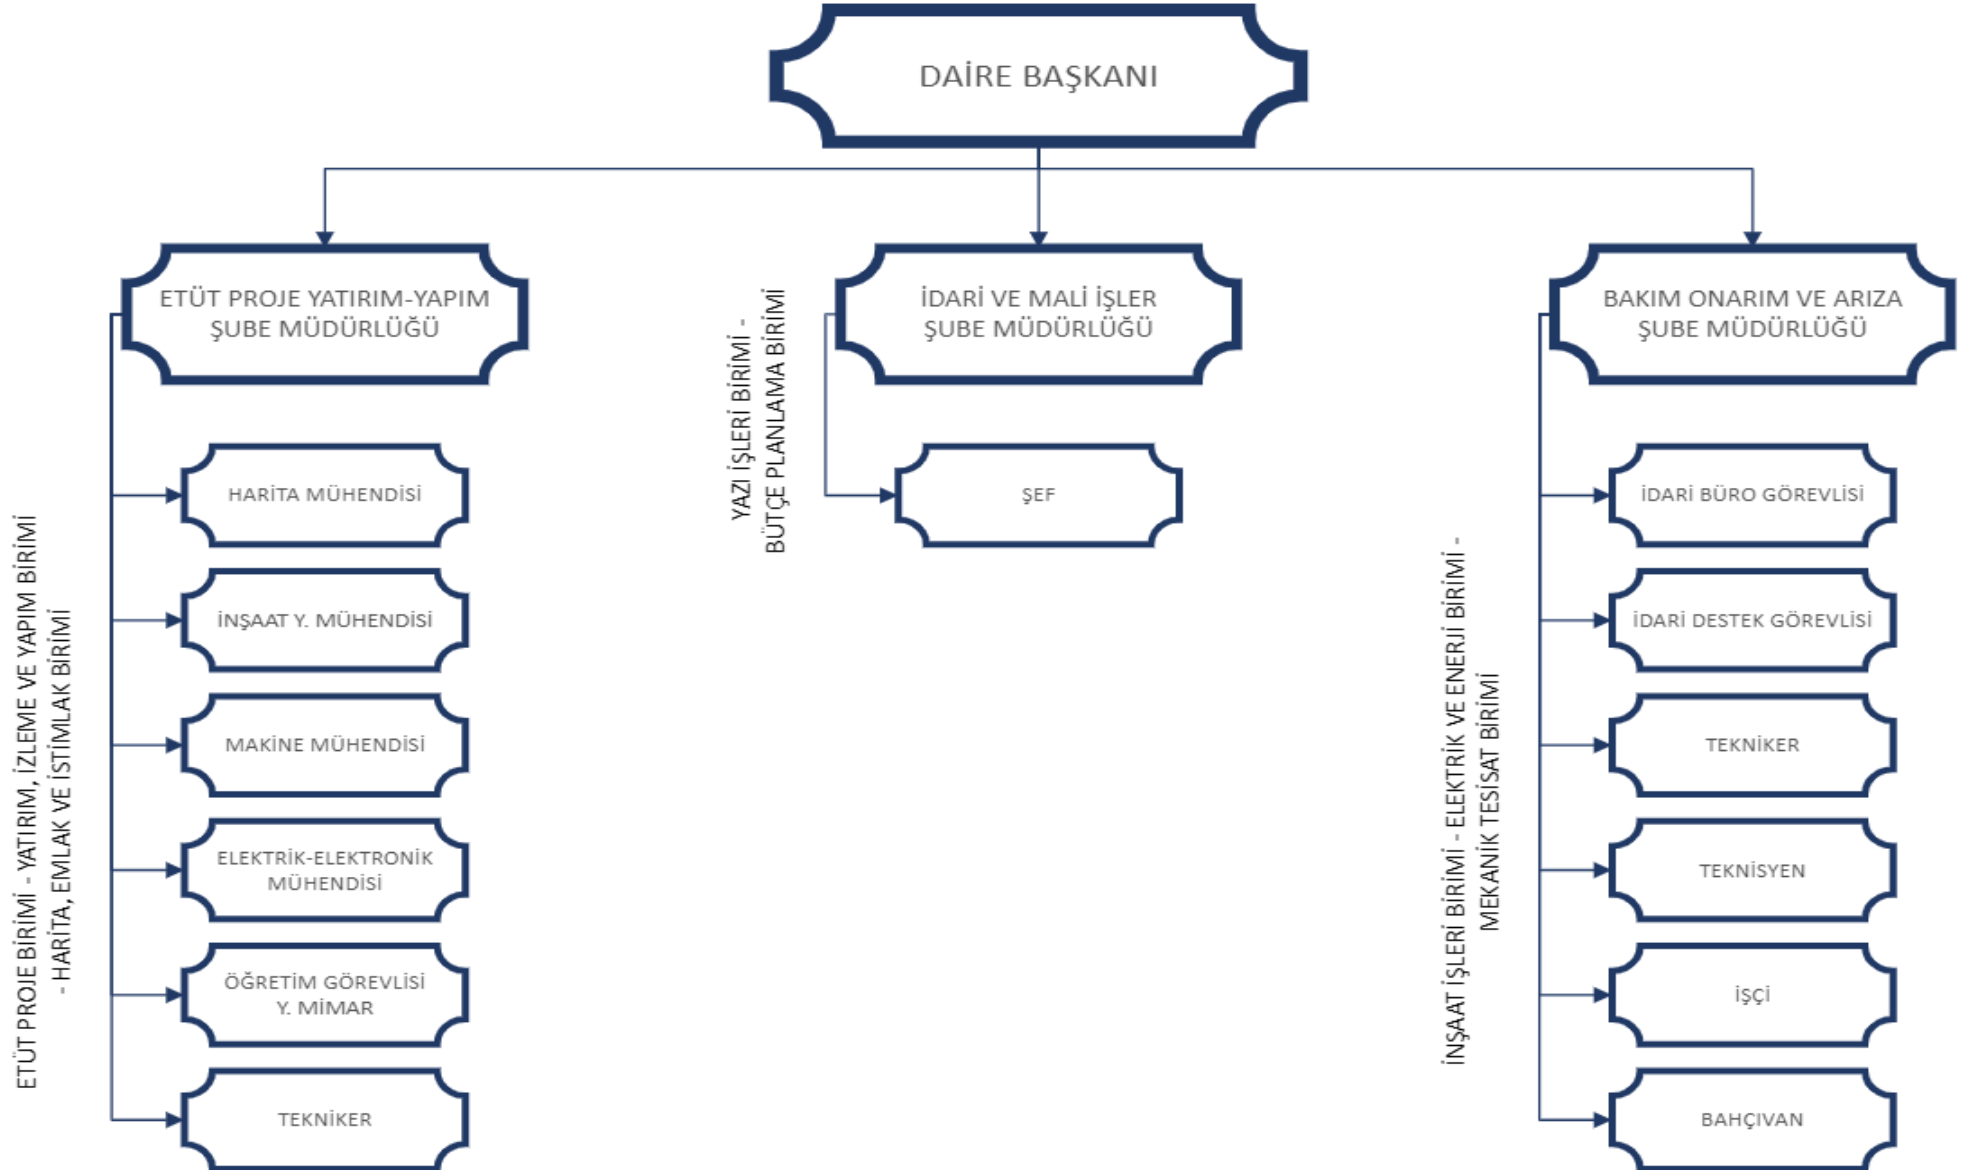 DAİRE BAŞKANI
ETÜT PROJE YATIRIM-YAPIM
ŞUBE MÜDÜRLÜĞÜ
ETÜT PROJE BİRİMİ - YATIRIM, İZLEME VE YAPIM BİRİMİ
- HARİTA, EMLAK VE İSTİMLAK BİRİMİ
HARİTA MÜHENDİSİ
İNŞAAT Y. MÜHENDİSİ
MAKİNE MÜHENDİSİ
ELEKTRİK-ELEKTRONİK
MÜHENDİSİ
ÖĞRETİM GÖREVLİSİ
Y. MİMAR
TEKNİKER
İDARİ VE MALİ İŞLER
ŞUBE MÜDÜRLÜĞÜ
YAZI İŞLERİ BİRİMİ -
BÜTÇE PLANLAMA BİRİMİ
ŞEF
BAKIM ONARIM VE ARIZA
ŞUBE MÜDÜRLÜĞÜ
İNŞAAT İŞLERİ BİRİMİ - ELEKTRİK VE ENERJİ BİRİMİ -
MEKANİK TESİSAT BİRİMİ
İDARİ BÜRO GÖREVLİSİ
İDARİ DESTEK GÖREVLİSİ
TEKNİKER
TEKNİSYEN
İŞÇİ
BAHÇIVAN